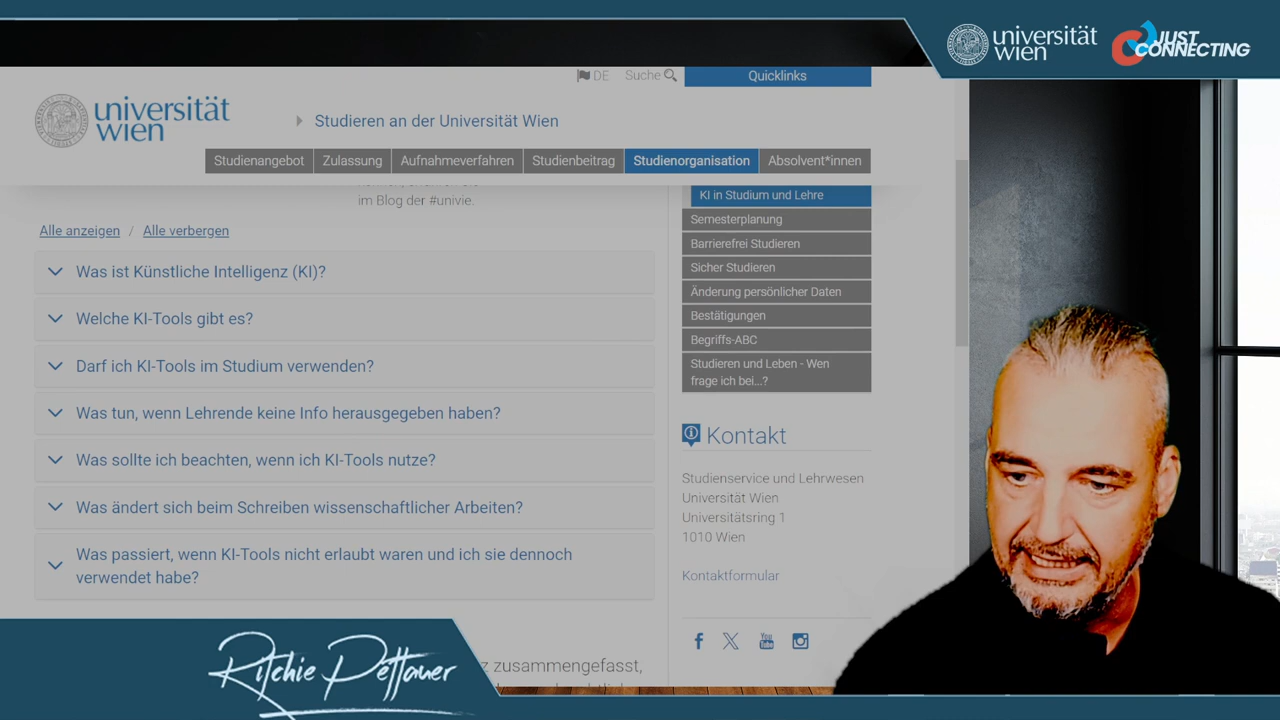 universität
wien
JUST
CONNECTING
DE
Suche
Quicklinks
universität
wien
Studieren an der Universität Wien
Studienangebot
Zulassung
Aufnahmeverfahren
Studienbeitrag
Studienorganisation
Absolvent*innen
im Blog der #univie.
Alle anzeigen / Alle verbergen
Was ist Künstliche Intelligenz (KI)?
Welche KI-Tools gibt es?
Darf ich KI-Tools im Studium verwenden?
Was tun, wenn Lehrende keine Info herausgegeben haben?
Was sollte ich beachten, wenn ich KI-Tools nutze?
Was ändert sich beim Schreiben wissenschaftlicher Arbeiten?
Was passiert, wenn KI-Tools nicht erlaubt waren und ich sie dennoch
verwendet habe?
KI in Studium und Lehre
Semesterplanung
Barrierefrei Studieren
Sicher Studieren
Änderung persönlicher Daten
Bestätigungen
Begriffs-ABC
Studieren und Leben - Wen
frage ich bei...?
Kontakt
Studienservice und Lehrwesen
Universität Wien
Universitätsring 1
1010 Wien
Kontaktformular
You
Tube
zusammengefasst,
Ritchie Pettauer